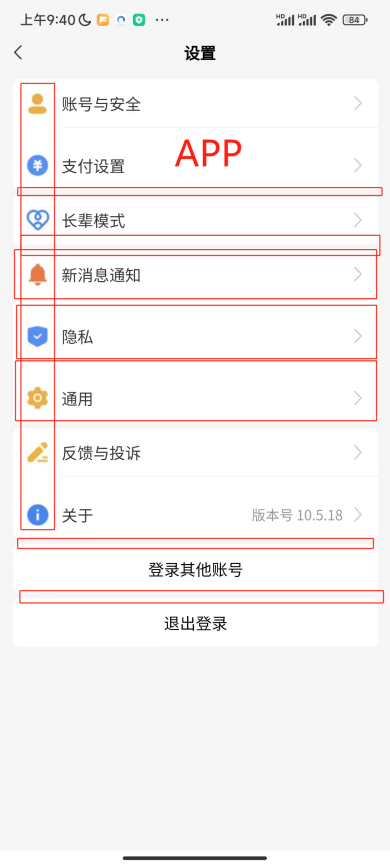 上午9:40 ··· HD HD 84
设置
账号与安全
APP
支付设置
长辈模式
新消息通知
隐私
通用
反馈与投诉
关于 版本号 10.5.18
登录其他账号
退出登录